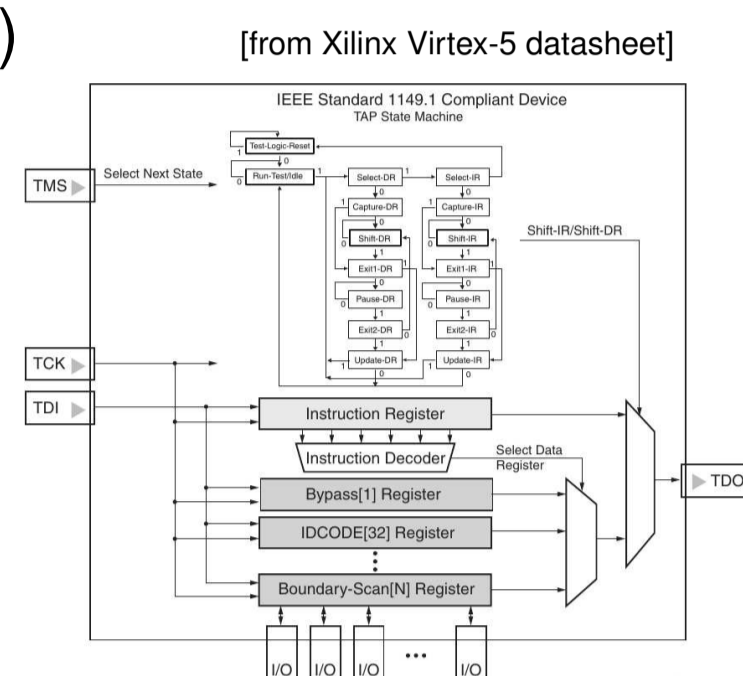 )
[from Xilinx Virtex-5 datasheet]
IEEE Standard 1149.1 Compliant Device
TAP State Machine
TMS
Select Next State
Test-Logic-Reset
1
0
Run-Test/Idle
0
1
Select-DR
1
Select-IR
0
0
1
Capture-DR
1
Capture-IR
0
0
Shift-DR
Shift-IR
0
0
Shift-IR/Shift-DR
1
1
Exit1-DR
1
Exit1-IR
1
0
0
Pause-DR
Pause-IR
0
0
1
1
Exit2-DR
0
Exit2-IR
0
1
1
Update-DR
Update-IR
1
0
1
0
TCK
TDI
Instruction Register
Instruction Decoder
Select Data
Register
Bypass[1] Register
TDO
IDCODE[32] Register
Boundary-Scan[N] Register
I/O
I/O
I/O
I/O